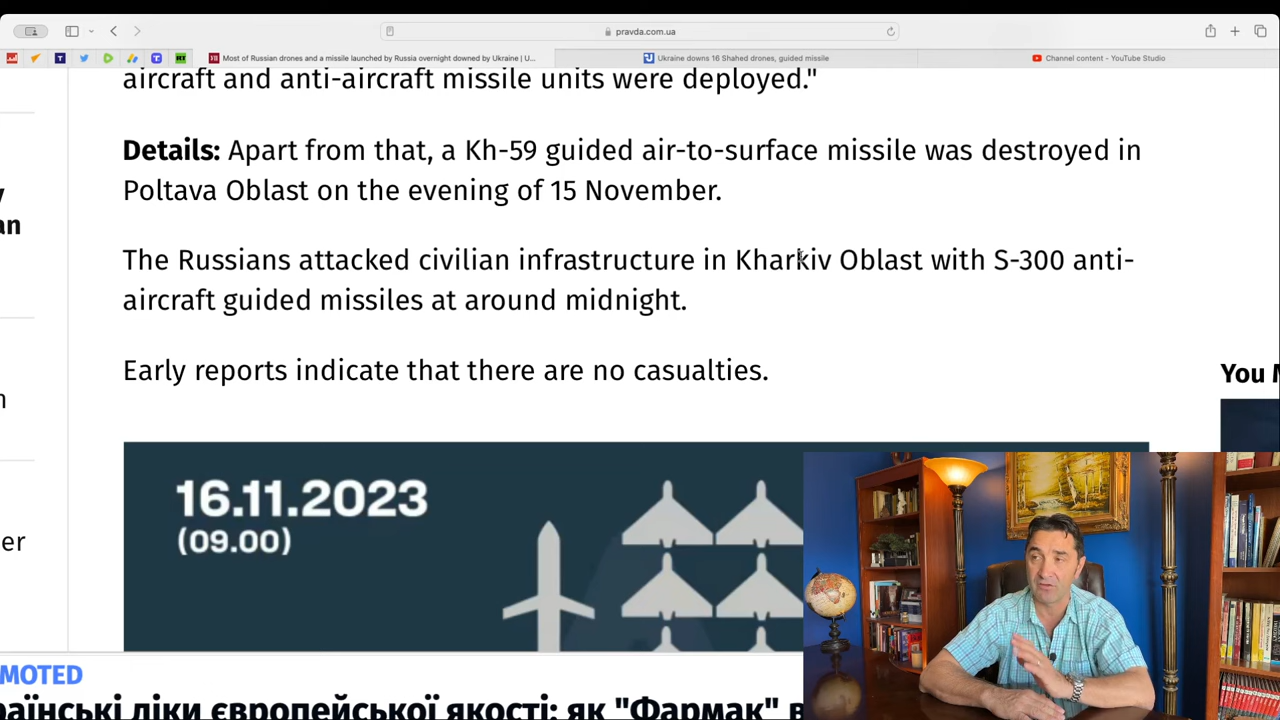 pravda.com.ua
Most of Russian drones and a missile launched by Russia overnight downed by Ukraine | U...
Ukraine downs 16 Shahed drones, guided missile
Channel content - YouTube Studio
aircraft and anti-aircraft missile units were deployed."
Details: Apart from that, a Kh-59 guided air-to-surface missile was destroyed in
Poltava Oblast on the evening of 15 November.
The Russians attacked civilian infrastructure in Kharkiv Oblast with S-300 anti-
aircraft guided missiles at around midnight.
Early reports indicate that there are no casualties.
You
16.11.2023
(09.00)
an
er
MOTED
раїнські ліки європейської якості: як "Фармак" в